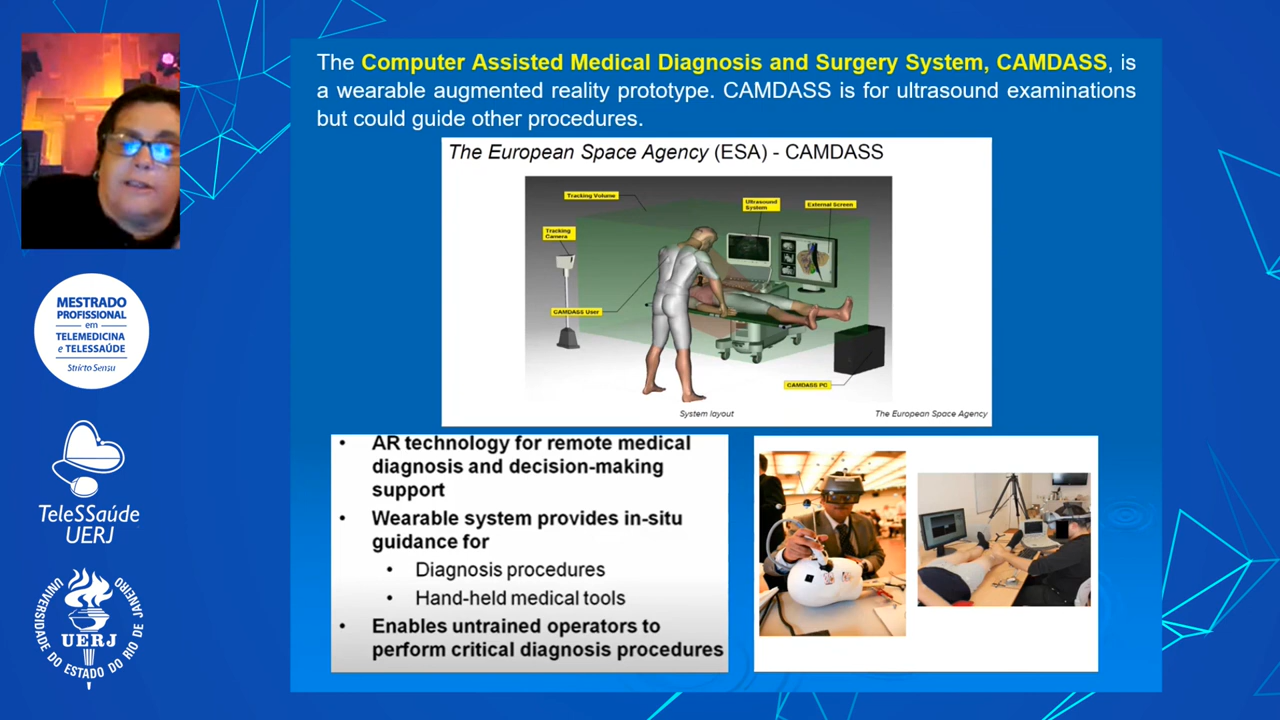 The Computer Assisted Medical Diagnosis and Surgery System, CAMDASS, is
a wearable augmented reality prototype. CAMDASS is for ultrasound examinations
but could guide other procedures.
The European Space Agency (ESA) - CAMDASS
Tracking Volume
Ultrasound
System
External Screen
Tracking
Camera
CAMDASS User
CAMDASS PC
System layout
The European Space Agency
MESTRADO
PROFISSIONAL
em
TELEMEDICINA
e TELESSAÚDE
Stricto Sensu
TeleSSaúde
UERJ
UNIVERSIDADE DO ESTADO DO RIO DE JANEIRO
UERJ
• AR technology for remote medical
diagnosis and decision-making
support
• Wearable system provides in-situ
guidance for
• Diagnosis procedures
• Hand-held medical tools
• Enables untrained operators to
perform critical diagnosis procedures